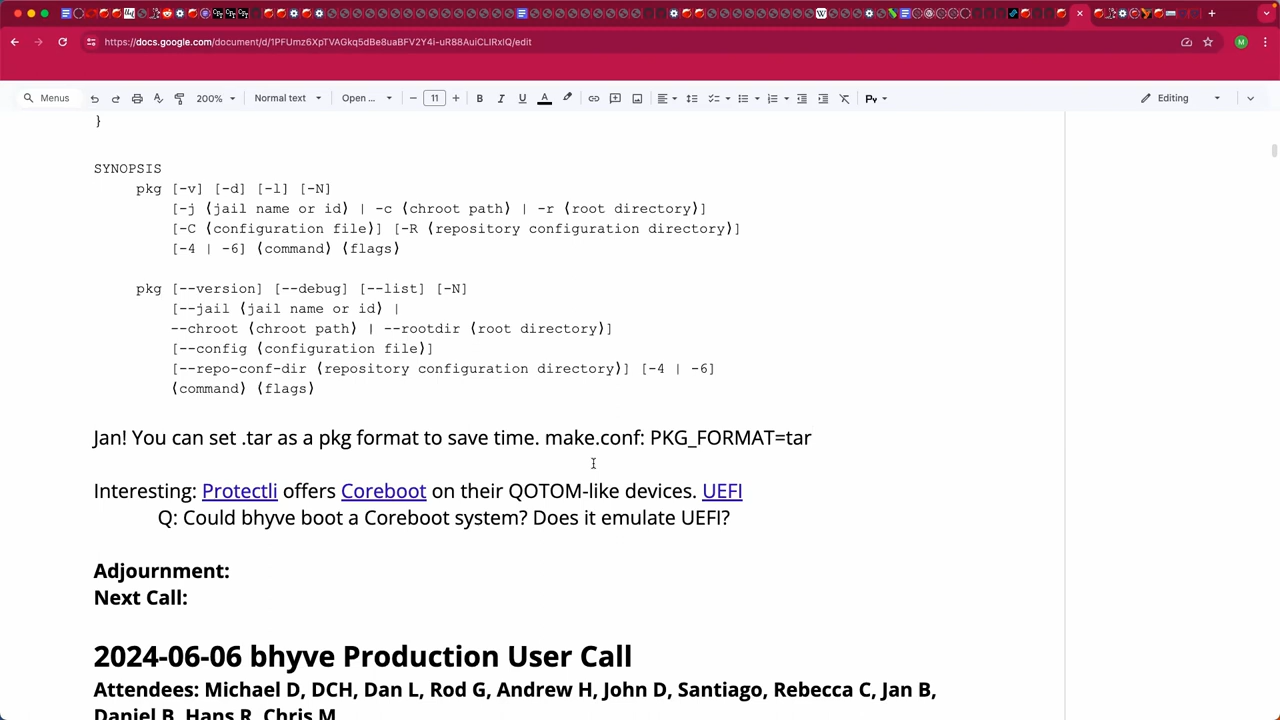 https://docs.google.com/document/d/1PFUmz6XpTVAGkq5dBe8uaBFV2Y4i-uR88AuiCLIRxIQ/edit
M
Menus
200%
Normal text
Open ...
11
Editing
}
SYNOPSIS
pkg [-v] [-d] [-l] [-N]
[-j ⟨jail name or id⟩ | -c ⟨chroot path⟩ | -r ⟨root directory⟩]
[-C ⟨configuration file⟩] [-R ⟨repository configuration directory⟩]
[-4 | -6] ⟨command⟩ ⟨flags⟩
pkg [--version] [--debug] [--list] [-N]
[--jail ⟨jail name or id⟩ |
--chroot ⟨chroot path⟩ | --rootdir ⟨root directory⟩]
[--config ⟨configuration file⟩]
[--repo-conf-dir ⟨repository configuration directory⟩] [-4 | -6]
⟨command⟩ ⟨flags⟩
Jan! You can set .tar as a pkg format to save time. make.conf: PKG_FORMAT=tar
Interesting: Protectli offers Coreboot on their QOTOM-like devices. UEFI
Q: Could bhyve boot a Coreboot system? Does it emulate UEFI?
Adjournment:
Next Call:
2024-06-06 bhyve Production User Call
Attendees: Michael D, DCH, Dan L, Rod G, Andrew H, John D, Santiago, Rebecca C, Jan B,
Daniel B, Hans R, Chris M